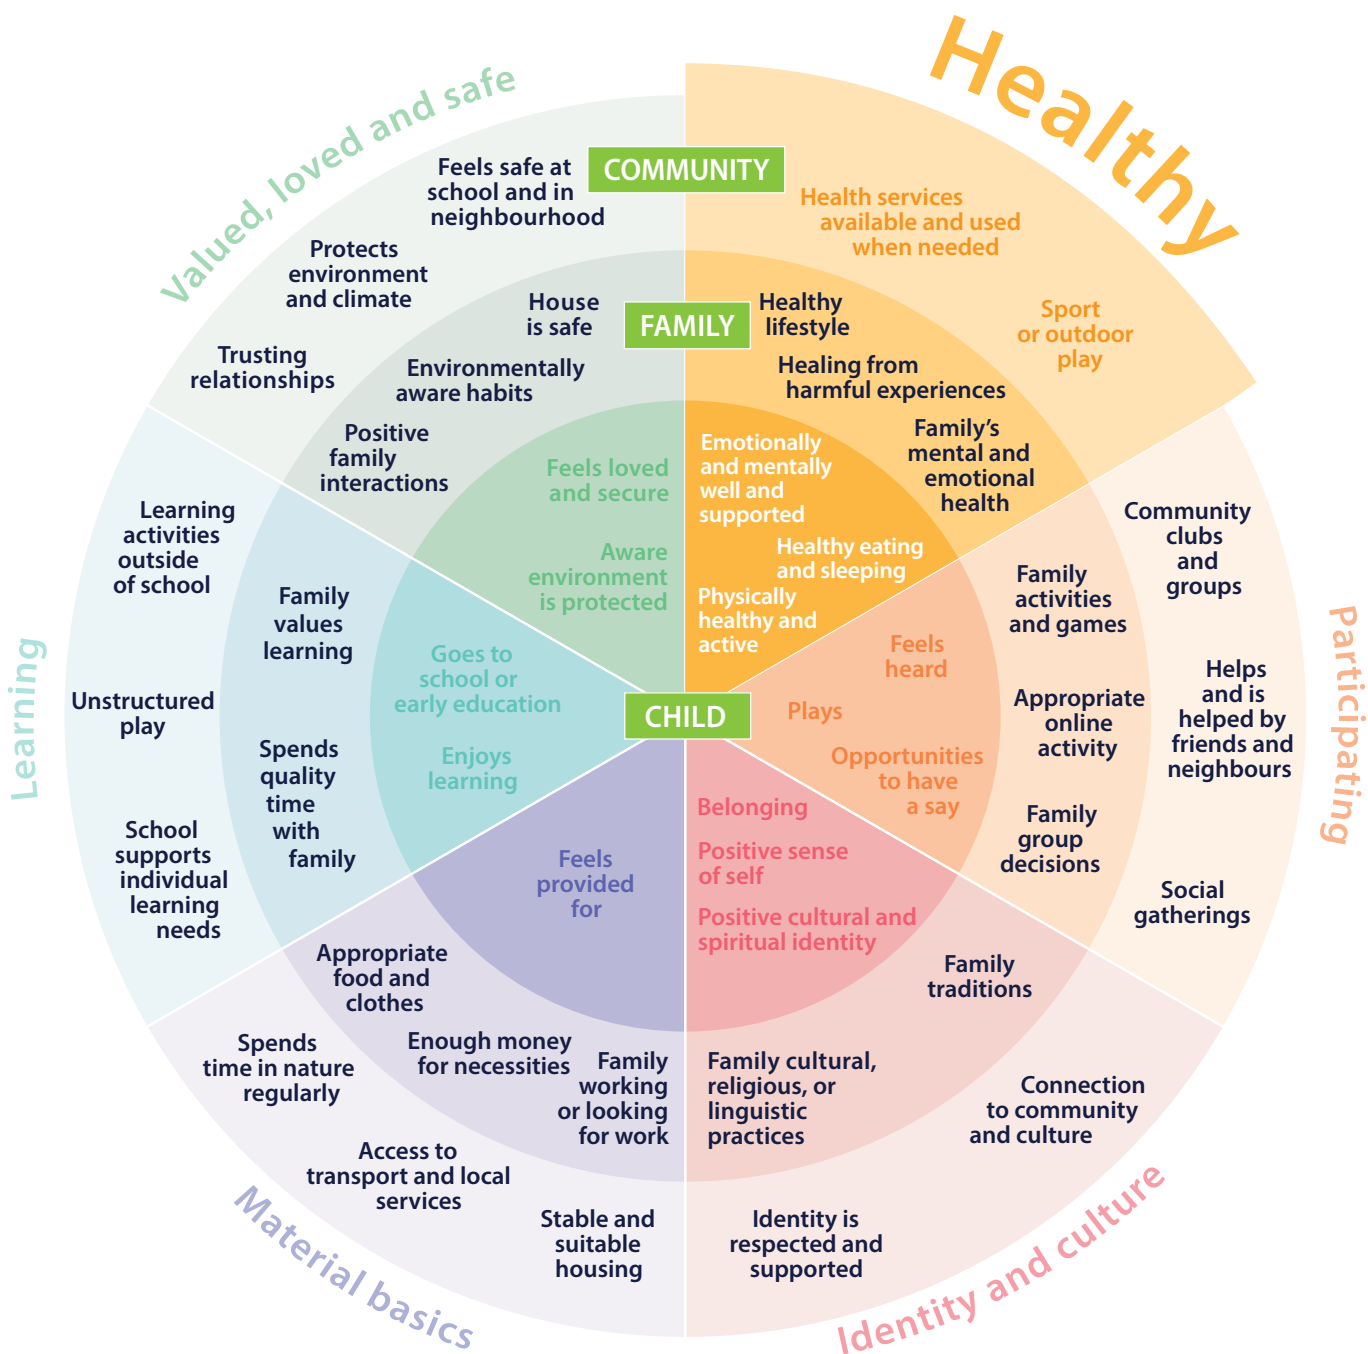 Healthy
Valued, loved and safe
COMMUNITY
Feels safe at
school and in
neighbourhood
Protects
environment
and climate
Trusting
relationships
Health services
available and used
when needed
Sport
or outdoor
play
FAMILY
House
is safe
Environmentally
aware habits
Positive
family
interactions
Healthy
lifestyle
Healing from
harmful experiences
Family's
mental and
emotional
health
Feels loved
and secure
Aware
environment
is protected
Emotionally
and mentally
well and
supported
Healthy eating
and sleeping
Physically
healthy and
active
Learning
Learning
activities
outside
of school
Unstructured
play
School
supports
individual
learning
needs
Family
values
learning
Spends
quality
time
with
family
Goes to
school or
early education
Enjoys
learning
CHILD
Feels
heard
Plays
Opportunities
to have
a say
Family
activities
and games
Appropriate
online
activity
Family
group
decisions
Community
clubs
and
groups
Helps
and is
helped by
friends and
neighbours
Social
gatherings
Participating
Feels
provided
for
Appropriate
food and
clothes
Enough money
for necessities
Family
working
or looking
for work
Spends
time in nature
regularly
Access to
transport and local
services
Stable and
suitable
housing
Material basics
Belonging
Positive sense
of self
Positive cultural and
spiritual identity
Family
traditions
Family cultural,
religious, or
linguistic
practices
Connection
to community
and culture
Identity is
respected and
supported
Identity and culture